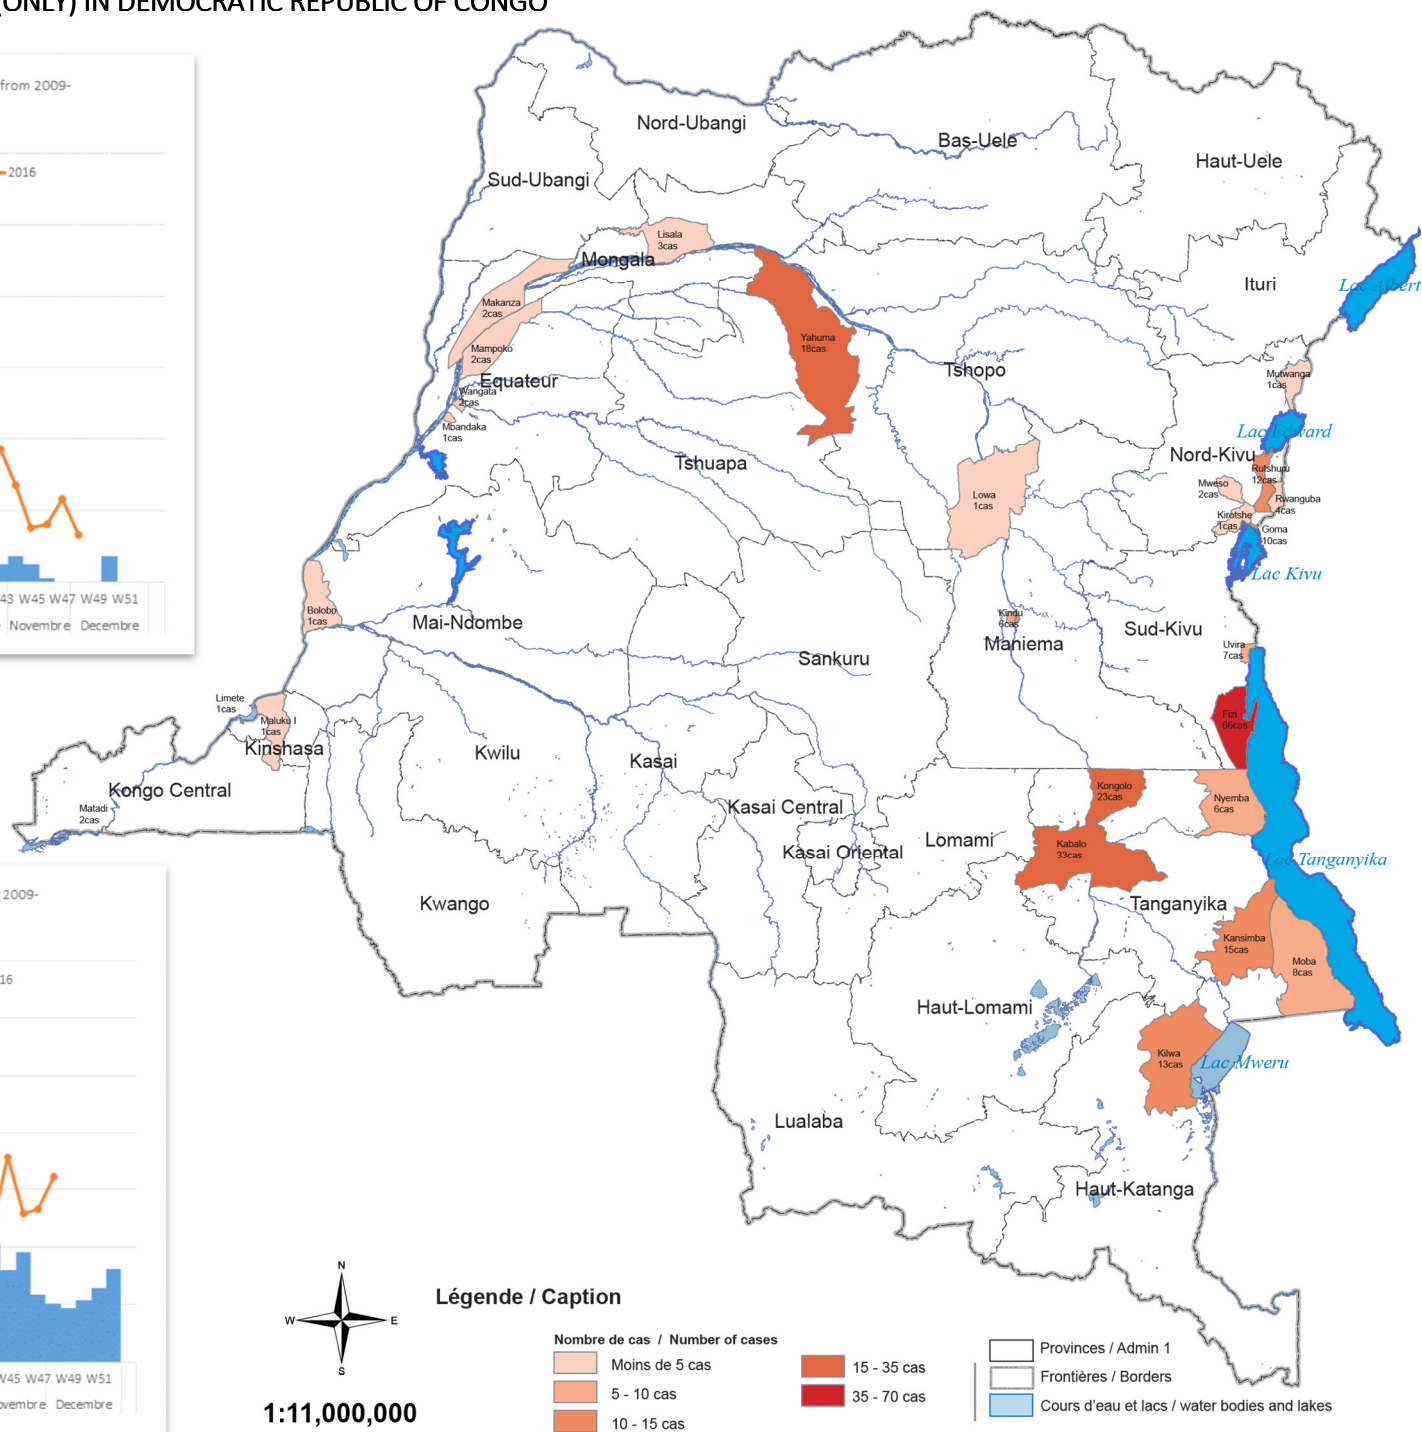 (ONLY) IN DEMOCRATIC REPUBLIC OF CONGO
from 2009-
2016
43 W45 W47 W49 W51
Novembre Decembre
2009-
16
W45 W47 W49 W51
ovembre Decembre
Nord-Ubangi
Bas-Uele
Haut-Uele
Sud-Ubangi
Lisala
3cas
Mongala
Ituri
Lac Albert
Makanza
2cas
Yahuma
18cas
Mampoko
2cas
Equateur
Tshopo
Mutwanga
1cas
Wangata
2cas
Mbandaka
1cas
Lac Edward
Nord-Kivu
Tshuapa
Rutshuru
12cas
Mweso
2cas
Lowa
1cas
Rwanguba
4cas
Kirotshe
1cas
Goma
10cas
Lac Kivu
Bolobo
1cas
Mai-Ndombe
Kindu
6cas
Maniema
Sud-Kivu
Sankuru
Uvira
7cas
Limete
1cas
Maluku I
1cas
Kinshasa
Fizi
66cas
Kwilu
Kasai
Kongo Central
Matadi
2cas
Kongolo
23cas
Nyemba
6cas
Kasai Central
Lomami
Kabalo
33cas
Kasai Oriental
Lac Tanganyika
Kwango
Tanganyika
Kansimba
15cas
Moba
8cas
Haut-Lomami
Kilwa
13cas
Lac Mweru
Lualaba
Haut-Katanga
N
W E
S
1:11,000,000
Légende / Caption
Nombre de cas / Number of cases
Moins de 5 cas
5 - 10 cas
10 - 15 cas
15 - 35 cas
35 - 70 cas
Provinces / Admin 1
Frontières / Borders
Cours d'eau et lacs / water bodies and lakes